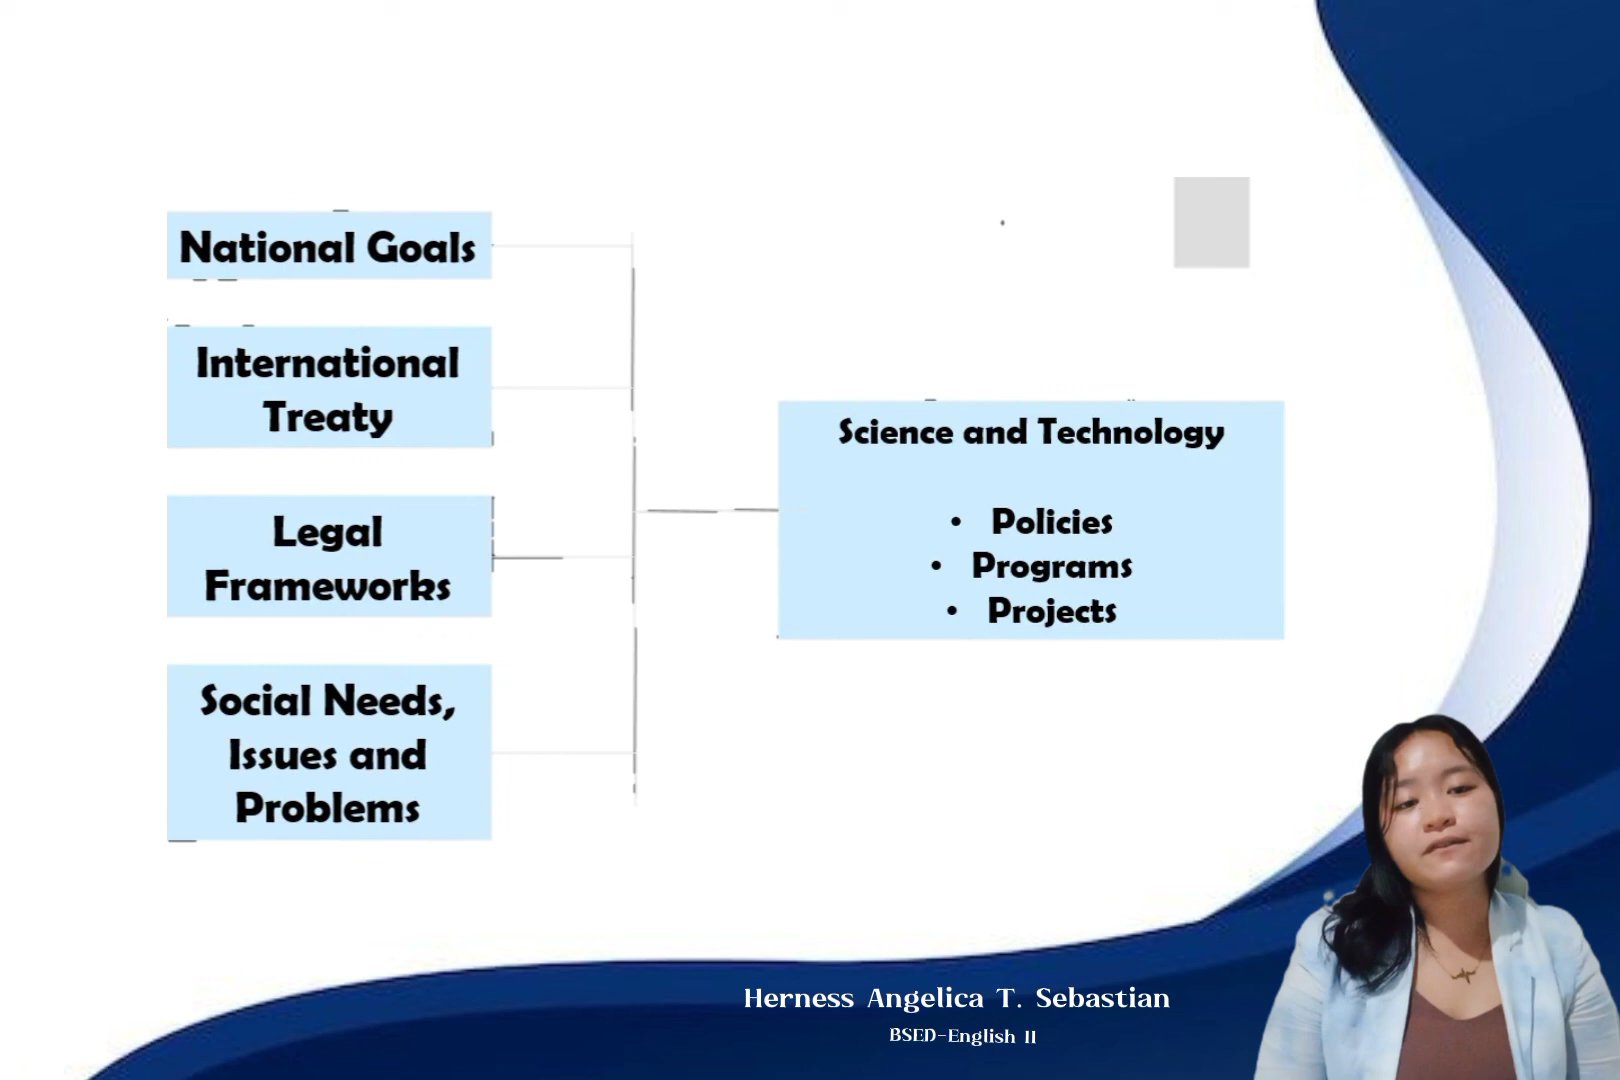 National Goals
International
Treaty
Legal
Frameworks
Social Needs,
Issues and
Problems
Science and Technology
• Policies
• Programs
• Projects
Herness Angelica T. Sebastian
BSED-English II